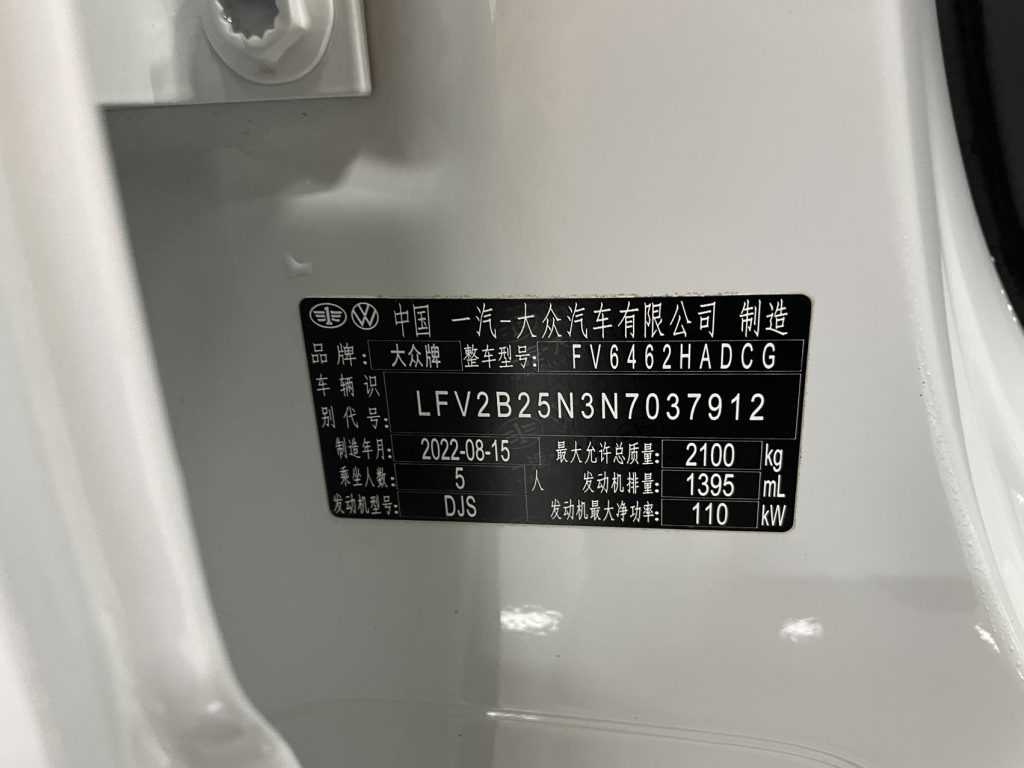 中国 一汽-大众汽车有限公司 制造
品牌: 大众牌 整车型号: FV6462HADCG
车辆识别代号: LFV2B25N3N7037912
制造年月: 2022-08-15 最大允许总质量: 2100 kg
乘坐人数: 5 人 发动机排量: 1395 mL
发动机型号: DJS 发动机最大净功率: 110 kW